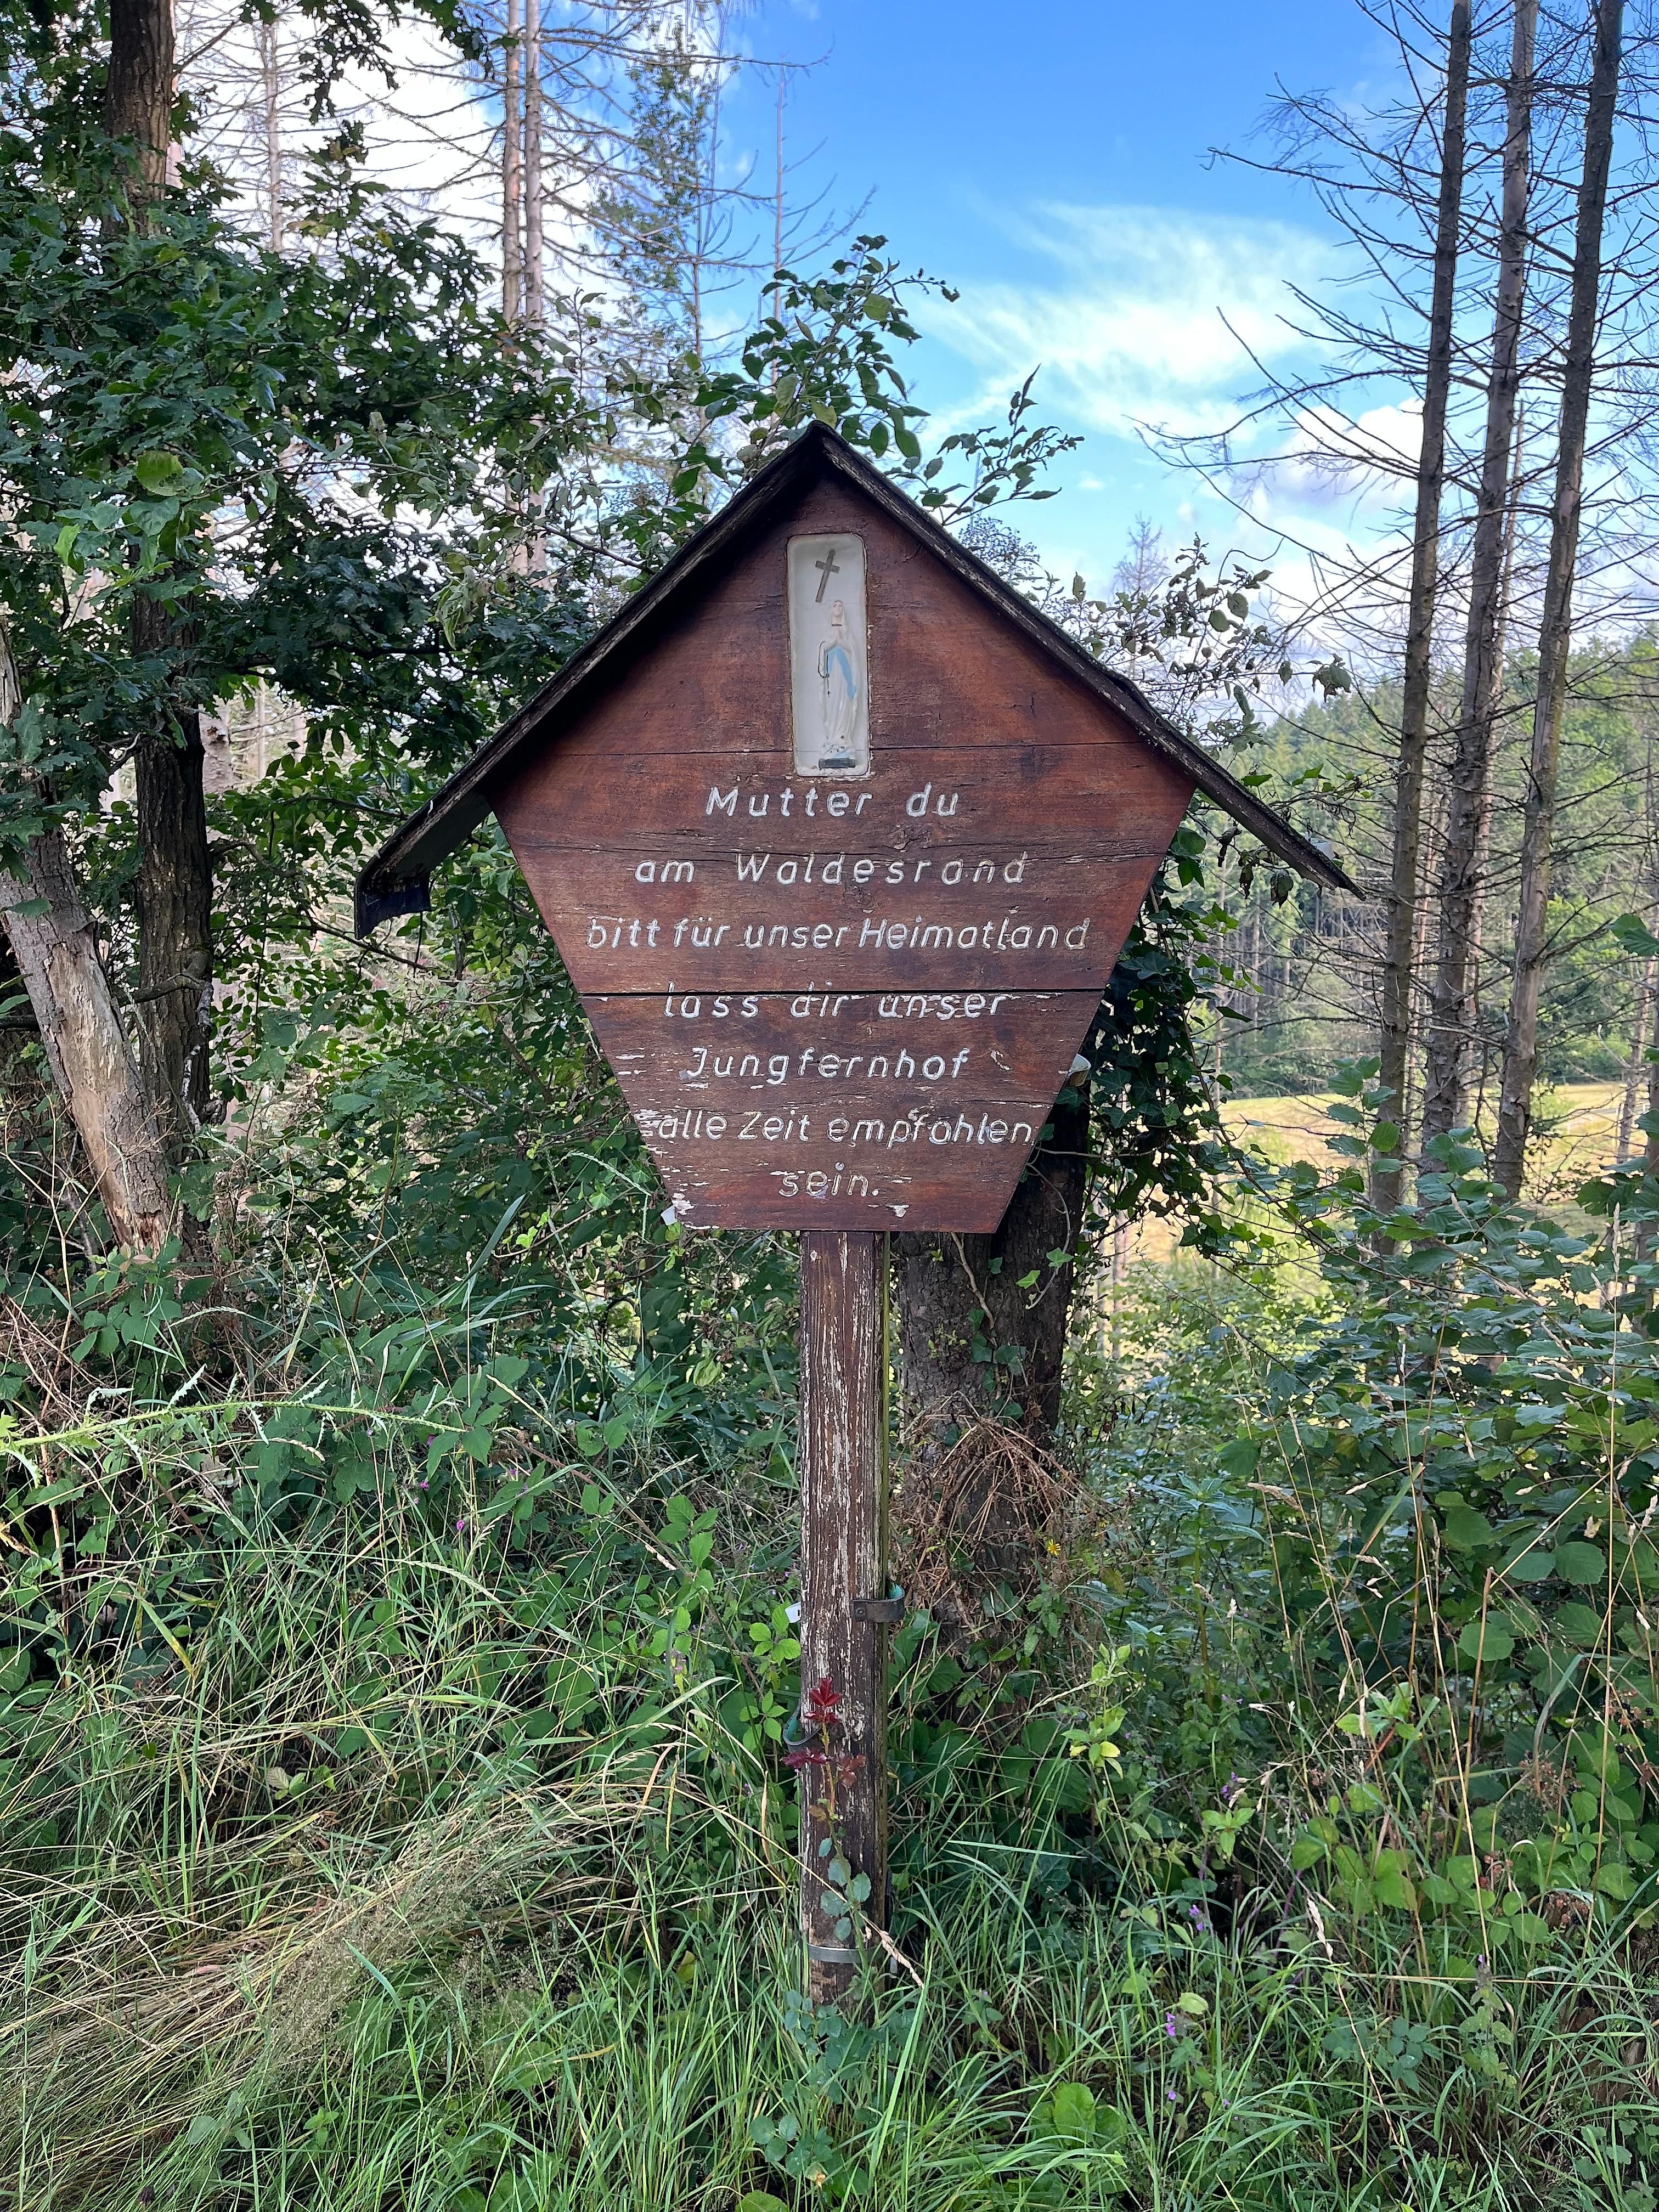 Mutter du
am Waldesrand
bitt für unser Heimatland
lass dir unser
Jungfernhof
alle Zeit empfohlen
sein.